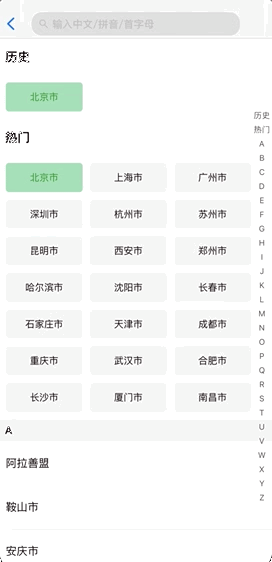 输入中文/拼音/首字母
历史
北京市
热门
北京市 上海市 广州市
深圳市 杭州市 苏州市
昆明市 西安市 郑州市
哈尔滨市 沈阳市 长春市
石家庄市 天津市 成都市
重庆市 武汉市 合肥市
长沙市 厦门市 南昌市
A
阿拉善盟
鞍山市
安庆市
历史
热门
A
B
C
D
E
F
G
H
I
J
K
L
M
N
O
P
Q
R
S
T
U
V
W
X
Y
Z